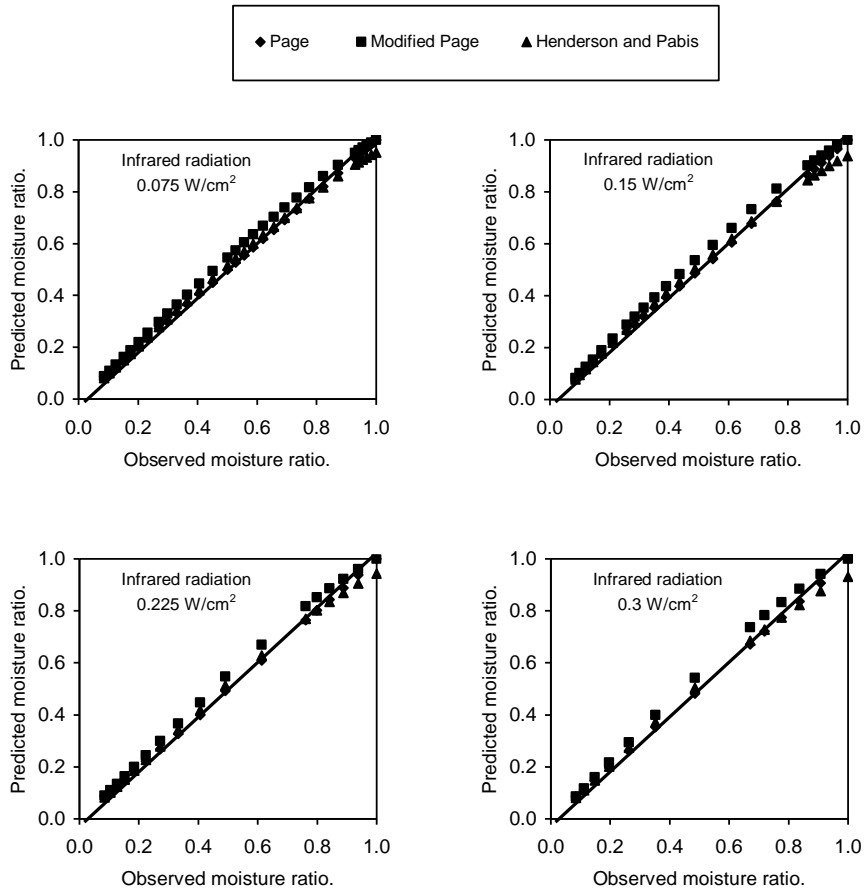 Page Modified Page Henderson and Pabis
Infrared radiation
0.075 W/cm²
Predicted moisture ratio.
1.0
0.8
0.6
0.4
0.2
0.0
0.0 0.2 0.4 0.6 0.8 1.0
Observed moisture ratio.
Infrared radiation
0.15 W/cm²
Predicted moisture ratio.
1.0
0.8
0.6
0.4
0.2
0.0
0.0 0.2 0.4 0.6 0.8 1.0
Observed moisture ratio.
Infrared radiation
0.225 W/cm²
Predicted moisture ratio.
1.0
0.8
0.6
0.4
0.2
0.0
0.0 0.2 0.4 0.6 0.8 1.0
Observed moisture ratio.
Infrared radiation
0.3 W/cm²
Predicted moisture ratio.
1.0
0.8
0.6
0.4
0.2
0.0
0.0 0.2 0.4 0.6 0.8 1.0
Observed moisture ratio.